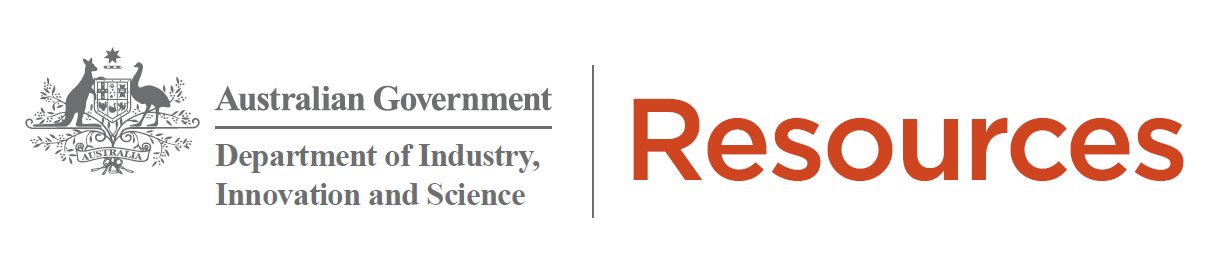 AUSTRALIA
Australian Government
Department of Industry,
Innovation and Science
Resources